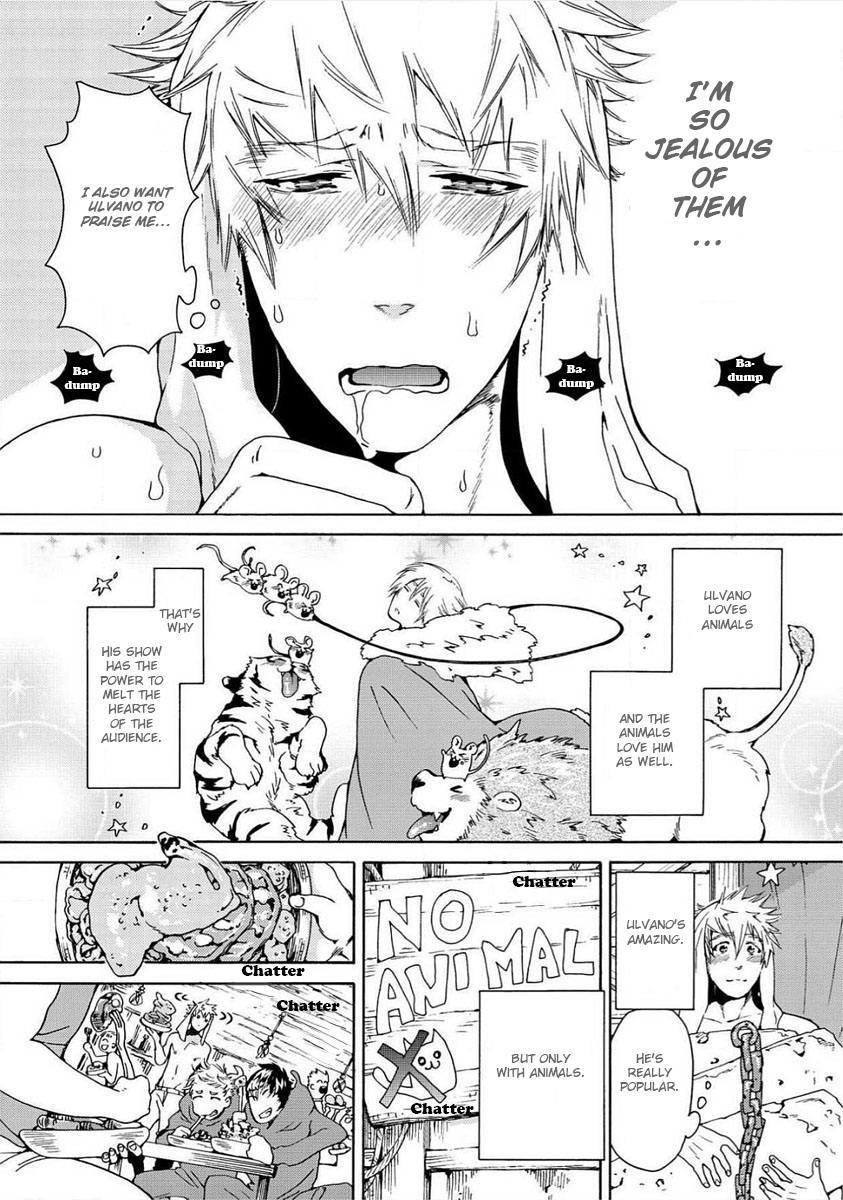 I'M
SO
JEALOUS
OF
THEM
...
I ALSO WANT
ULVANO TO
PRAISE ME...
Ba-
dump
Ba-
dump
Ba-
dump
Ba-
dump
ULVANO
LOVES
ANIMALS
AND THE
ANIMALS
LOVE HIM
AS WELL.
THAT'S
WHY
HIS SHOW
HAS THE
POWER TO
MELT THE
HEARTS
OF THE
AUDIENCE.
ULVANO'S
AMAZING.
HE'S
REALLY
POPULAR.
Chatter
NO
ANIMAL
BUT ONLY
WITH ANIMALS.
Chatter
Chatter
Chatter